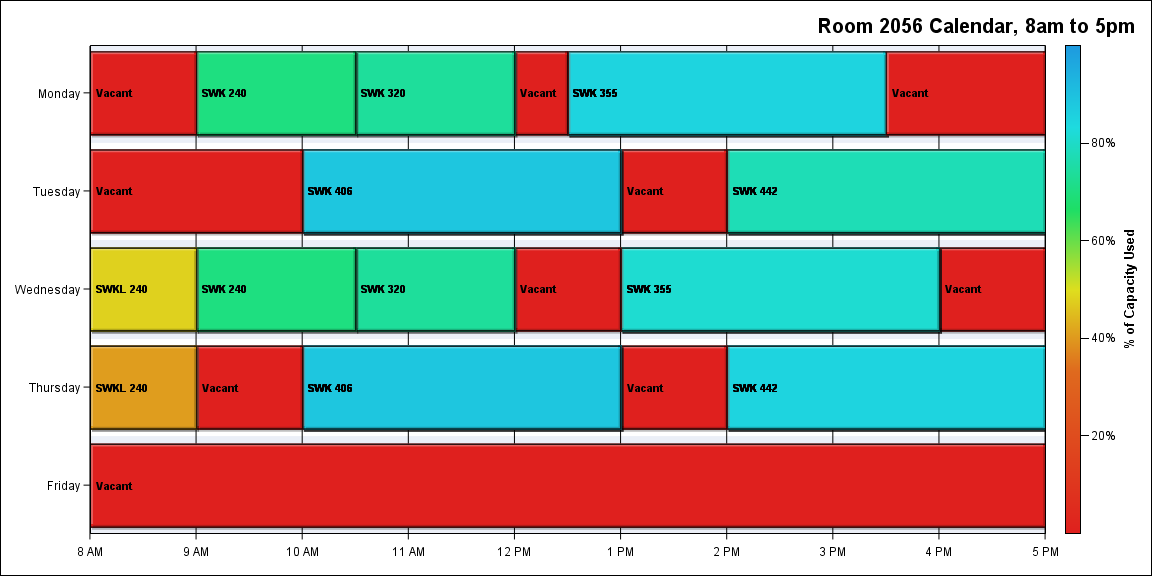 Room 2056 Calendar, 8am to 5pm
Monday
Vacant
SWK 240
SWK 320
Vacant
SWK 355
Vacant
Tuesday
Vacant
SWK 406
Vacant
SWK 442
Wednesday
SWKL 240
SWK 240
SWK 320
Vacant
SWK 355
Vacant
Thursday
SWKL 240
Vacant
SWK 406
Vacant
SWK 442
Friday
Vacant
8 AM
9 AM
10 AM
11 AM
12 PM
1 PM
2 PM
3 PM
4 PM
5 PM
80%
60%
40%
20%
% of Capacity Used